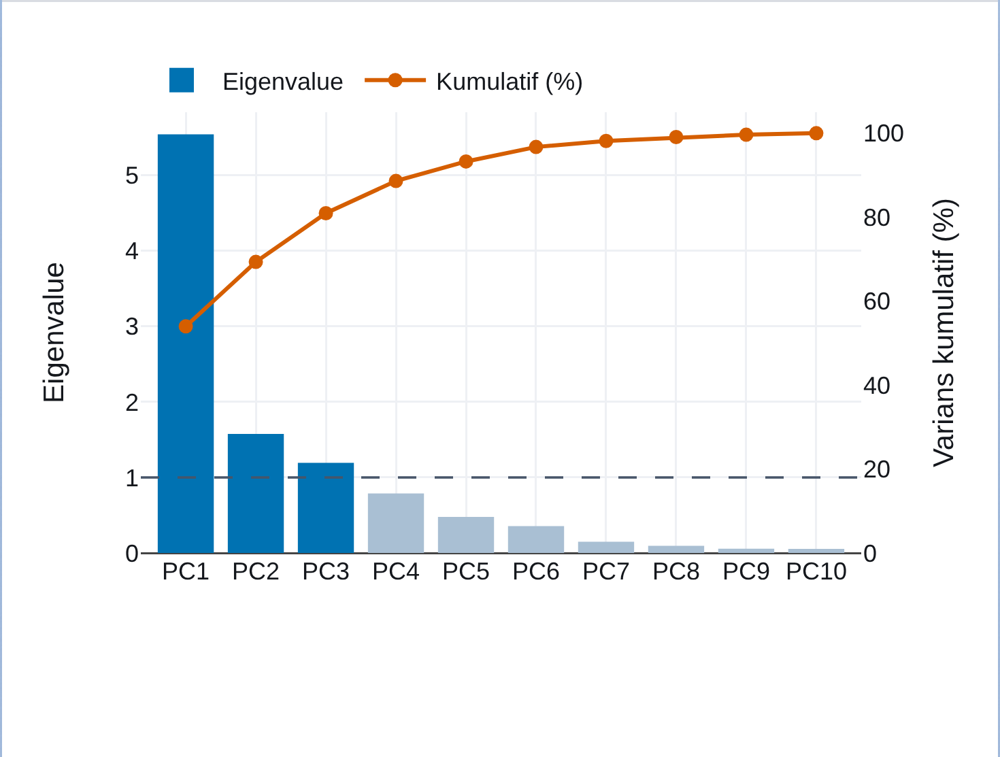 Eigenvalue
Kumulatif (%)
Eigenvalue
5
4
3
2
1
0
100
80
60
40
20
0
Varians kumulatif (%)
PC1 PC2 PC3 PC4 PC5 PC6 PC7 PC8 PC9 PC10